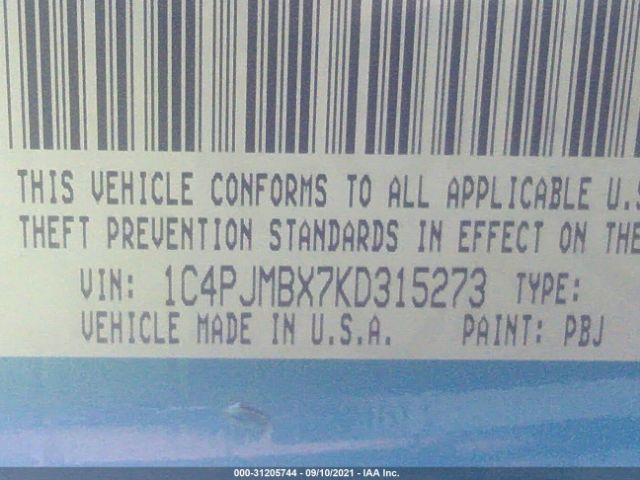 THIS VEHICLE CONFORMS TO ALL APPLICABLE U.S
THEFT PREVENTION STANDARDS IN EFFECT ON THE
VIN: 1C4PJMBX7KD315273 TYPE:
VEHICLE MADE IN U.S.A. PAINT: PBJ
000-31205744 - 09/10/2021 - IAA Inc.